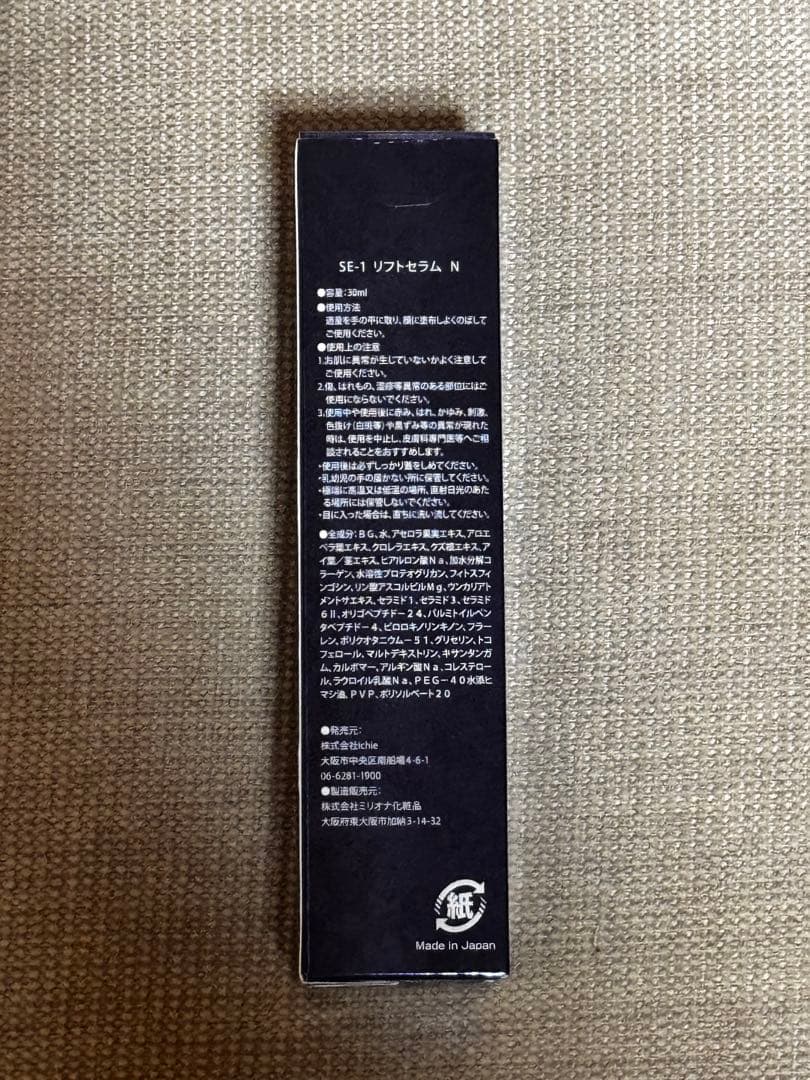 SE-1 リフトセラム N
●容量:30ml
●使用方法
適量を手の平に取り、顔に塗布しよくのばして
ご使用ください。
●使用上の注意
1.お肌に異常が生じていないかよく注意して
ご使用ください。
2.傷、はれもの、湿疹等異常のある部位にはご
使用にならないでください。
3.使用中や使用後に赤み、はれ、かゆみ、刺激、
色抜け(白斑等)や黒ずみ等の異常が現れた
時は、使用を中止し、皮膚科専門医等へご相
談されることをおすすめします。
・使用後は必ずしっかり蓋をしめてください。
・乳幼児の手の届かない所に保管してください。
・極端に高温又は低温の場所、直射日光のあた
る場所には保管しないでください。
・目に入った場合は、直ちに洗い流してください。
●全成分:BG、水、アセロラ果実エキス、アロエ
ベラ葉エキス、クロレラエキス、クズ根エキス、ア
イ葉/茎エキス、ヒアルロン酸Na、加水分解コ
ラーゲン、水溶性プロテオグリカン、フィトスフィ
ンゴシン、リン酸アスコルビルMg、ウンカリアト
メントサエキス、セラミド1、セラミド3、セラミド
6Ⅱ、オリゴペプチド-24、パルミトイルペン
タペプチド-4、ピロロキノリンキノン、フラー
レン、ポリクオタニウム-51、グリセリン、トコ
フェロール、マルトデキストリン、キサンタンガ
ム、カルボマー、アルギン酸Na、コレステロー
ル、ラウロイル乳酸Na、PEG-40水添ヒ
マシ油、PVP、ポリソルベート20
●発売元:
株式会社ichie
大阪市中央区南船場4-6-1
06-6281-1900
●製造販売元:
株式会社ミリオナ化粧品
大阪府東大阪市加納3-14-32
紙
Made in Japan